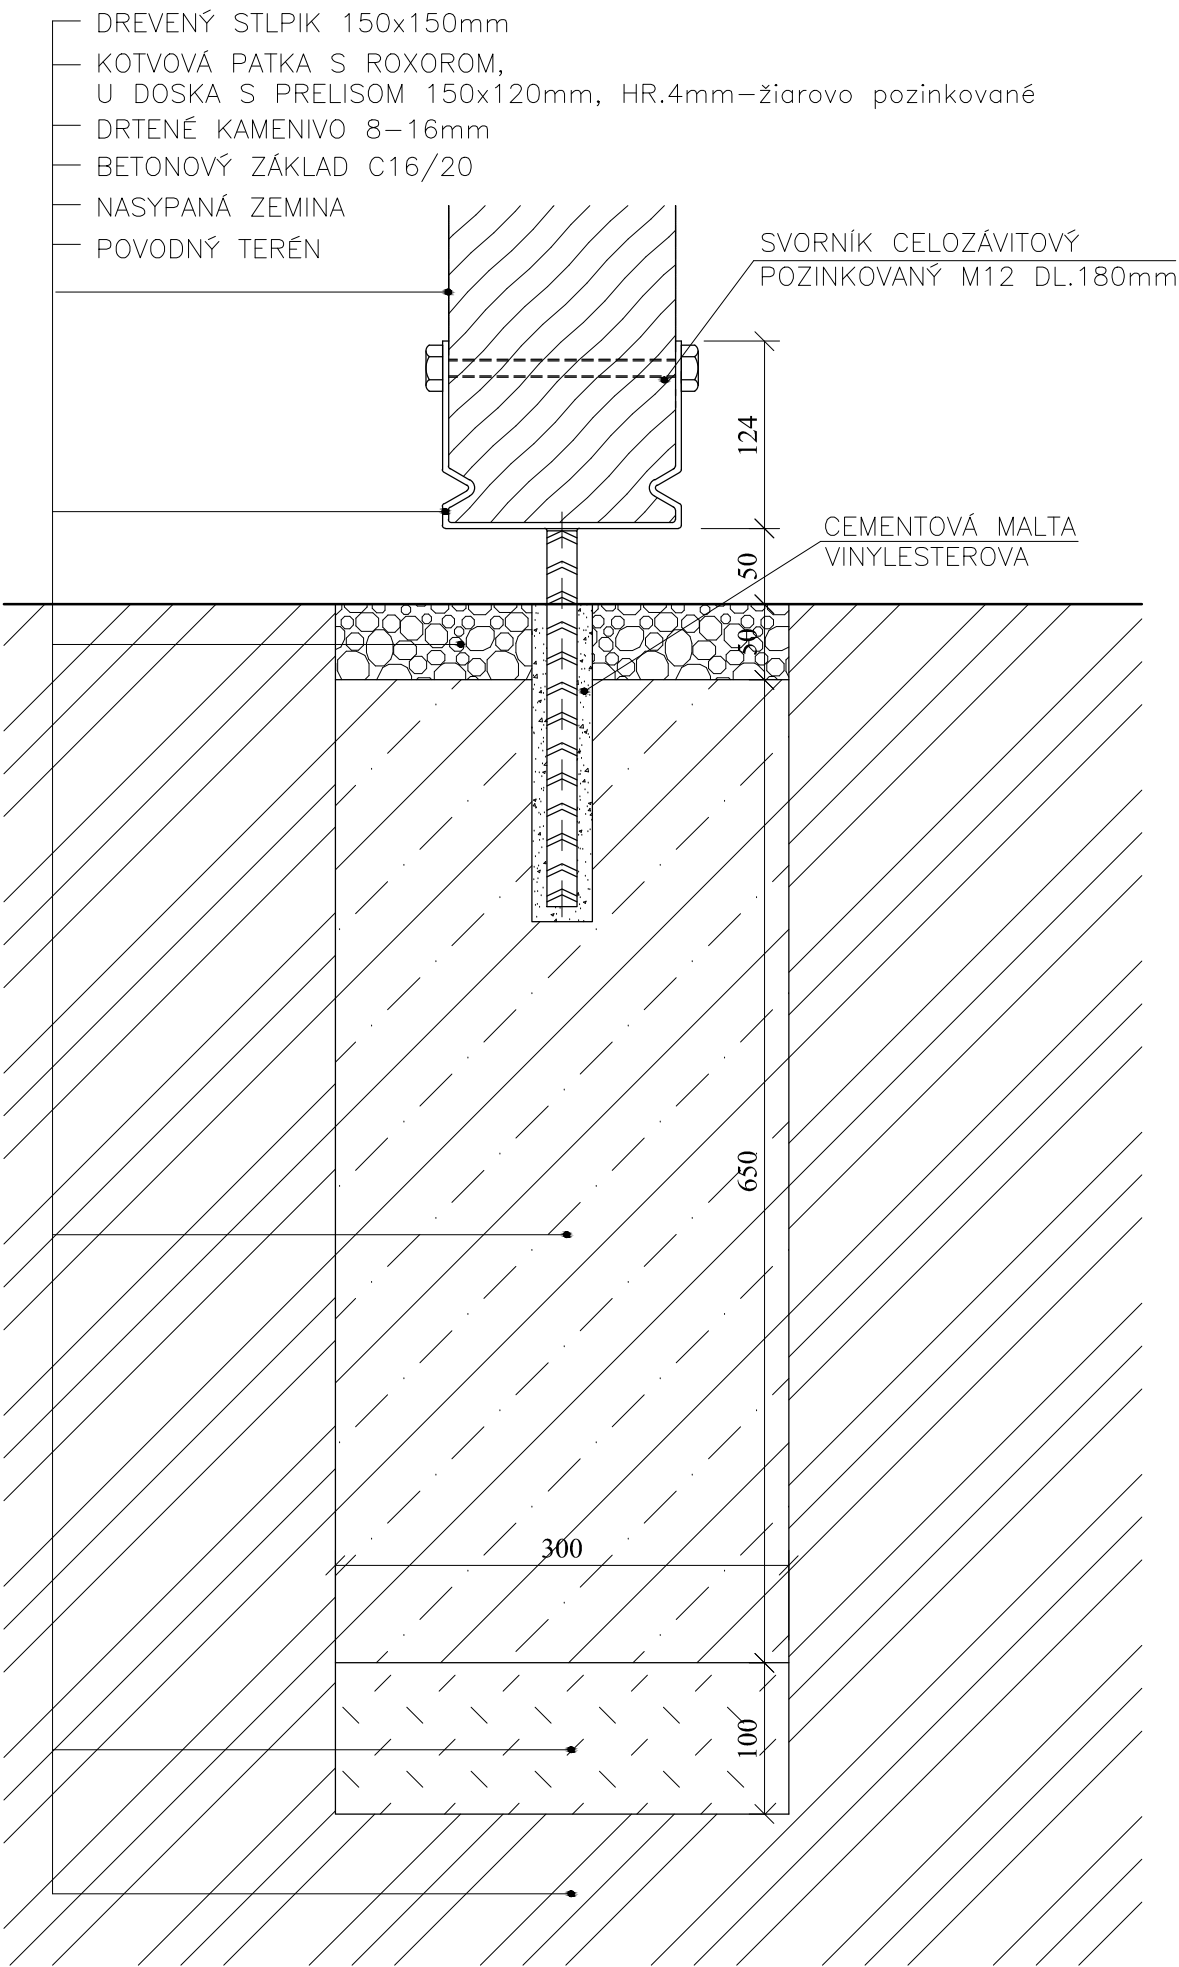 DREVENÝ STLPIK 150x150mm
KOTVOVÁ PATKA S ROXOROM,
U DOSKA S PRELISOM 150x120mm, HR.4mm-žiarovo pozinkované
DRTENÉ KAMENIVO 8-16mm
BETONOVÝ ZÁKLAD C16/20
NASYPANÁ ZEMINA
POVODNÝ TERÉN
SVORNÍK CELOZÁVITOVÝ
POZINKOVANÝ M12 DL.180mm
124
CEMENTOVÁ MALTA
VINYLESTEROVA
50
50
650
300
100